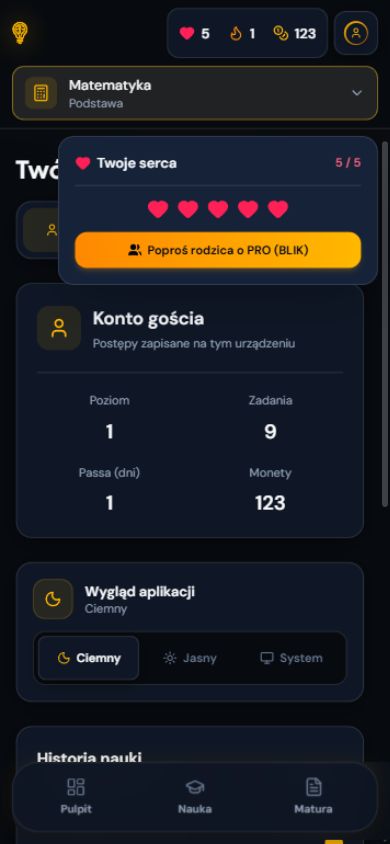 5 1 123
Matematyka
Podstawa
Twoje serca 5 / 5
Poproś rodzica o PRO (BLIK)
Konto gościa
Postępy zapisane na tym urządzeniu
Poziom Zadania
1 9
Passa (dni) Monety
1 123
Wygląd aplikacji
Ciemny
Ciemny Jasny System
Historia nauki
Pulpit Nauka Matura